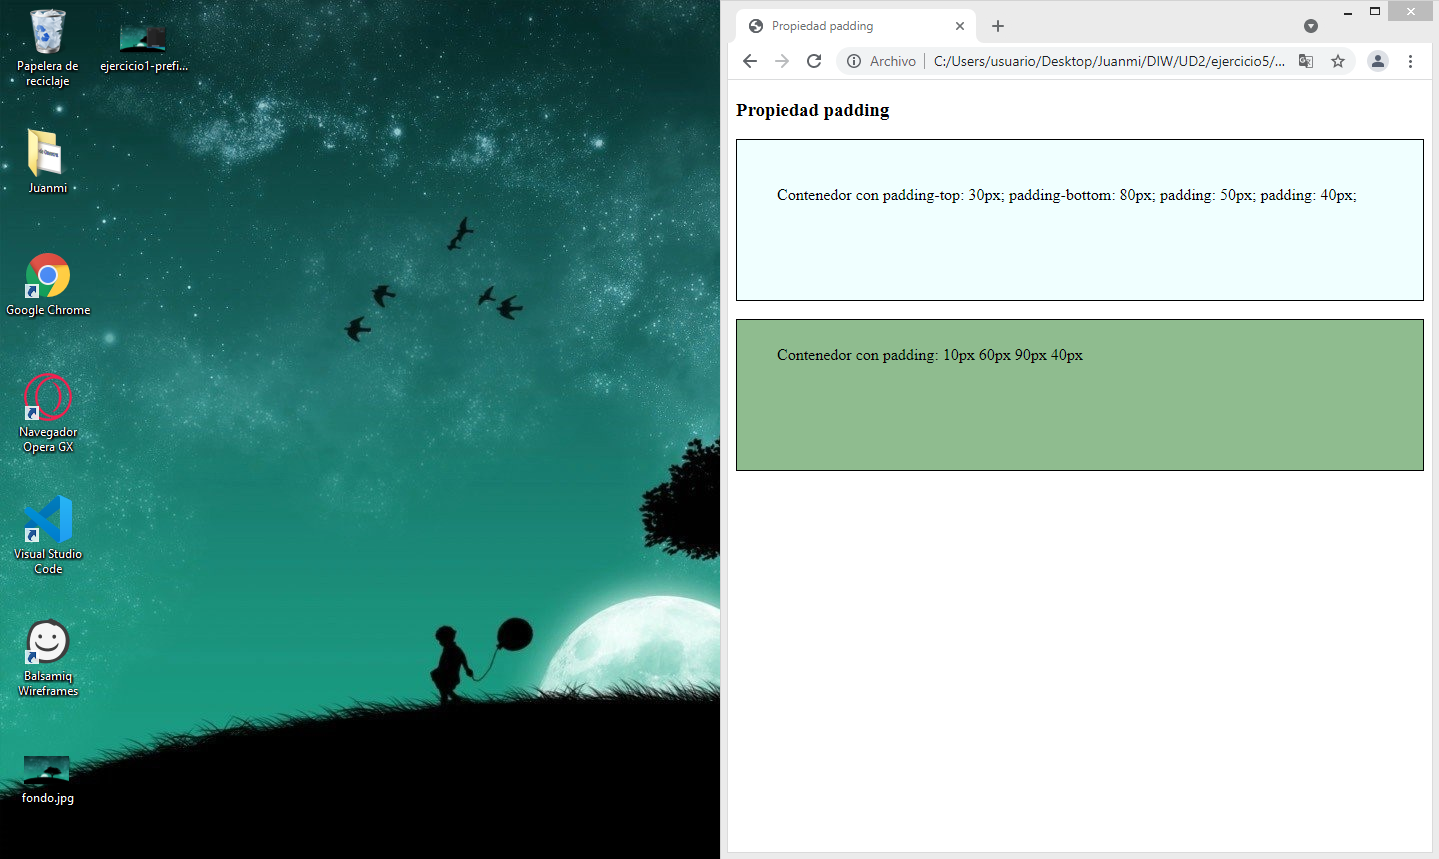 Papelera de
reciclaje
ejercicio1-prefi...
Juanmi
Google Chrome
Navegador
Opera GX
Visual Studio
Code
Balsamiq
Wireframes
fondo.jpg
Propiedad padding
Archivo
C:/Users/usuario/Desktop/Juanmi/DIW/UD2/ejercicio5/...
Propiedad padding
Contenedor con padding-top: 30px; padding-bottom: 80px; padding: 50px; padding: 40px;
Contenedor con padding: 10px 60px 90px 40px